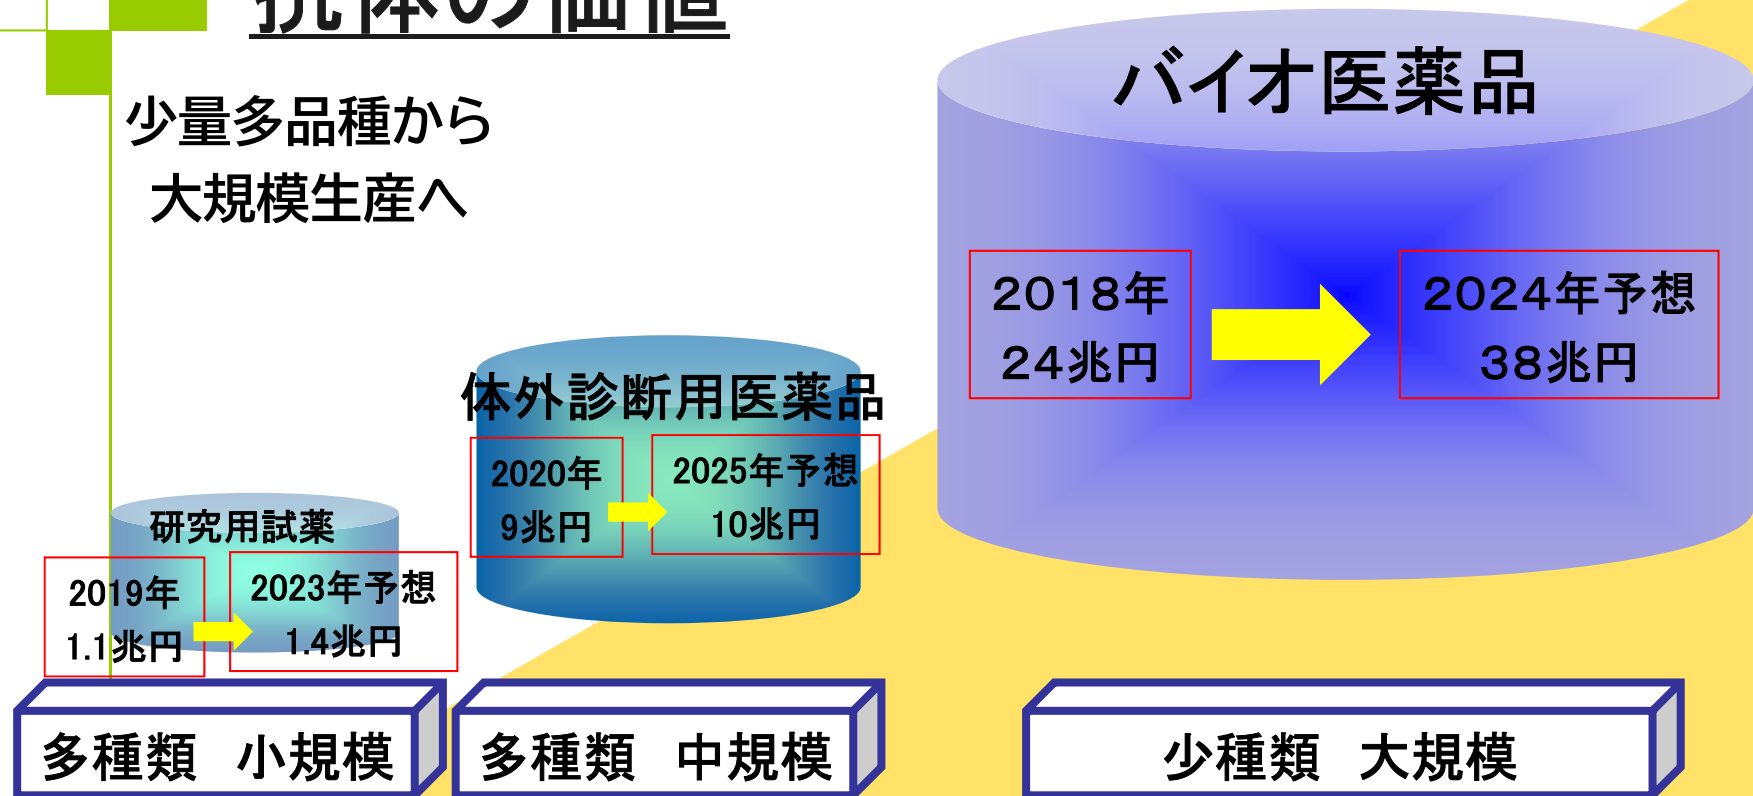 抗体の価値
少量多品種から
大規模生産へ
バイオ医薬品
2018年
24兆円
2024年予想
38兆円
体外診断用医薬品
2020年
9兆円
2025年予想
10兆円
研究用試薬
2019年
1.1兆円
2023年予想
1.4兆円
多種類　小規模
多種類　中規模
少種類　大規模